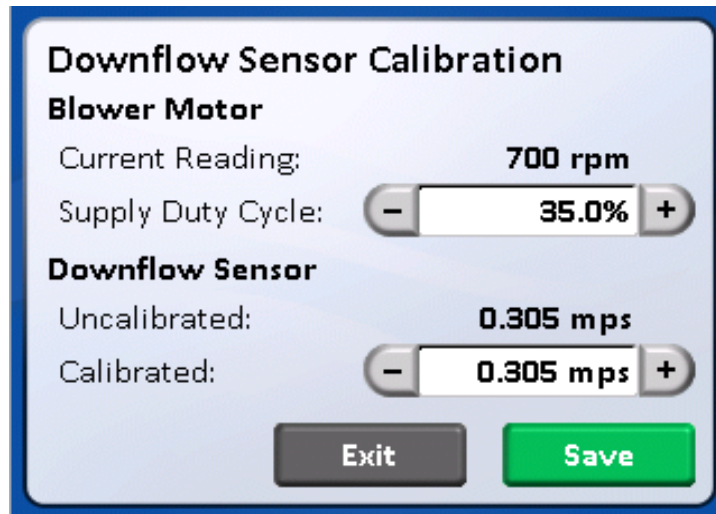 Downflow Sensor Calibration
Blower Motor
Current Reading: 700 rpm
Supply Duty Cycle: − 35.0% +
Downflow Sensor
Uncalibrated: 0.305 mps
Calibrated: − 0.305 mps +
Exit Save